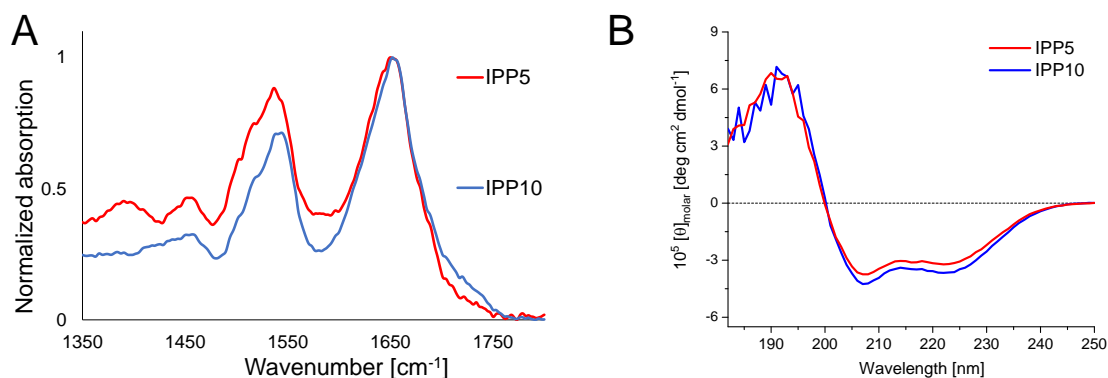 A
Normalized absorption
1
0.5
0
1350
1450
1550
1650
1750
Wavenumber [cm⁻¹]
IPP5
IPP10
B
10⁵ [θ]molar [deg cm² dmol⁻¹]
9
6
3
0
-3
-6
190
200
210
220
230
240
250
Wavelength [nm]
IPP5
IPP10